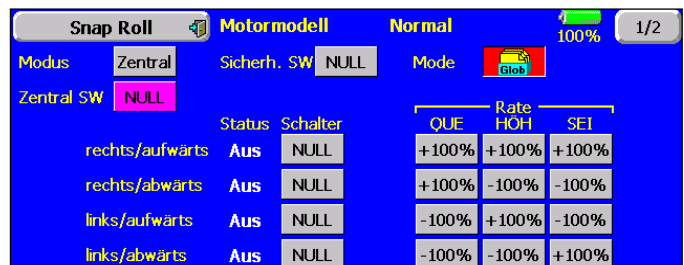 Snap Roll Motormodell Normal 100% 1/2
Modus Zentral Sicherh. SW NULL Mode Glob
Zentral SW NULL
Rate
Status Schalter QUE HÖH SEI
rechts/aufwärts Aus NULL +100% +100% +100%
rechts/abwärts Aus NULL +100% -100% -100%
links/aufwärts Aus NULL -100% +100% -100%
links/abwärts Aus NULL -100% -100% +100%